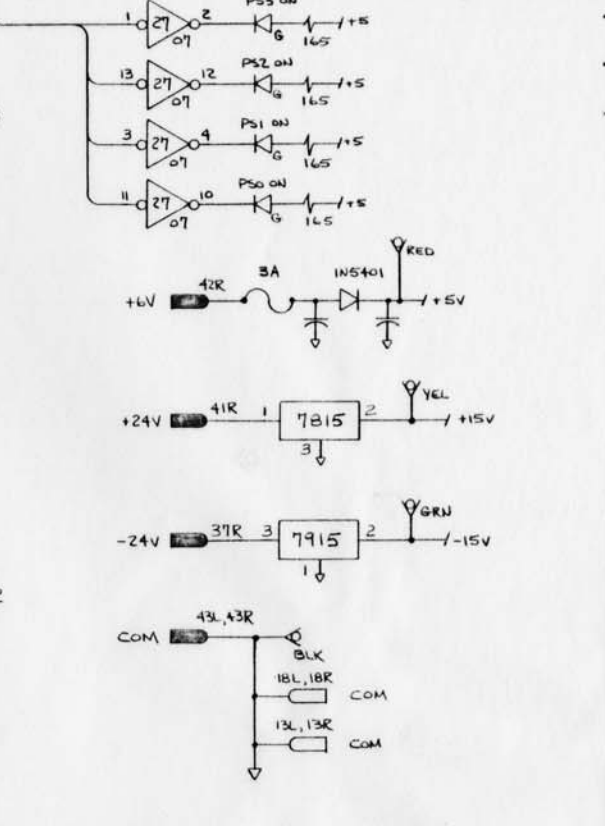 PS3 ON
1 27 2 G 165 +5
07
PS2 ON
13 27 12 G 165 +5
07
PS1 ON
3 27 4 G 165 +5
07
PS0 ON
11 27 10 G 165 +5
07
RED
3A 1N5401
+6V 42R +5V
YEL
+24V 41R 1 7815 2 +15V
3
GRN
-24V 37R 3 7915 2 -15V
1
43L,43R
COM
BLK
18L,18R COM
13L,13R COM